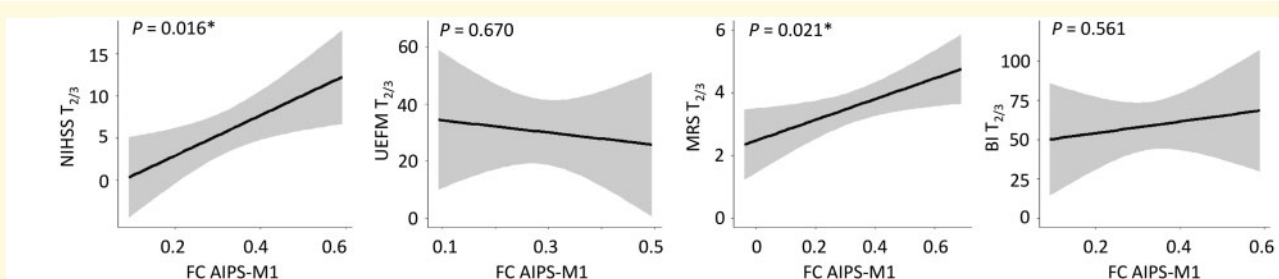 P = 0.016*
15
10
5
0
NIHSS T2/3
0.2 0.4 0.6
FC AIPS-M1
P = 0.670
60
40
20
0
UEFM T2/3
0.1 0.3 0.5
FC AIPS-M1
P = 0.021*
6
4
2
0
MRS T2/3
0 0.2 0.4 0.6
FC AIPS-M1
P = 0.561
100
75
50
25
0
BI T2/3
0.2 0.4 0.6
FC AIPS-M1